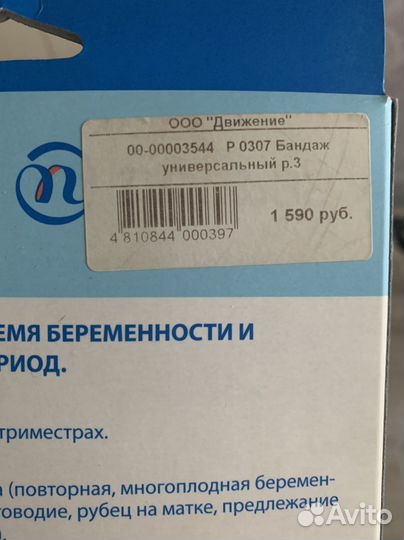 ООО "Движение"
00-00003544 Р 0307 Бандаж
универсальный р.3
1 590 руб.
4 810844 000397
ЕМЯ БЕРЕМЕННОСТИ И
РИОД.
триместрах.
а (повторная, многоплодная беремен-
оводие, рубец на матке, предлежание
Avito